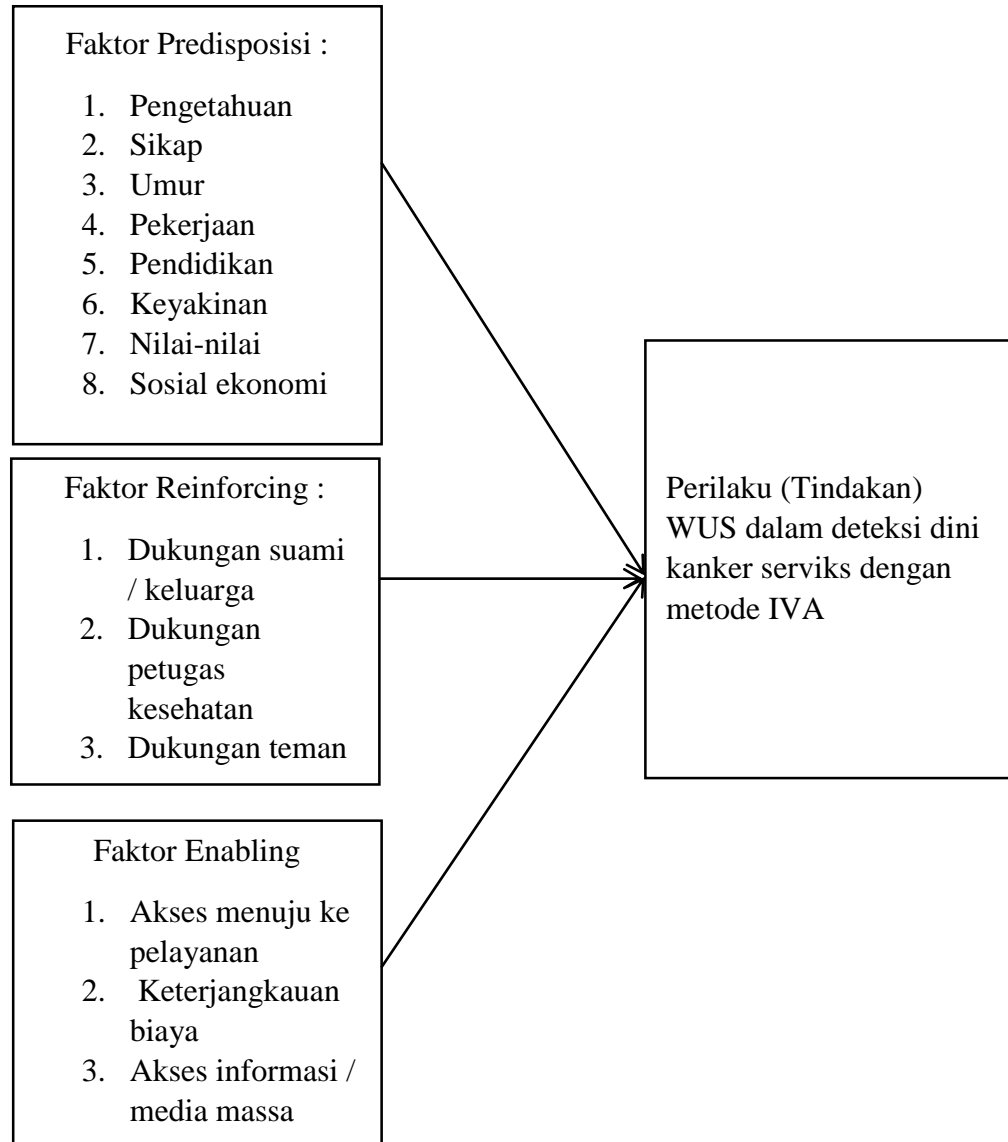 Faktor Predisposisi :
1. Pengetahuan
2. Sikap
3. Umur
4. Pekerjaan
5. Pendidikan
6. Keyakinan
7. Nilai-nilai
8. Sosial ekonomi
Faktor Reinforcing :
1. Dukungan suami
/ keluarga
2. Dukungan
petugas
kesehatan
3. Dukungan teman
Faktor Enabling
1. Akses menuju ke
pelayanan
2. Keterjangkauan
biaya
3. Akses informasi /
media massa
Perilaku (Tindakan)
WUS dalam deteksi dini
kanker serviks dengan
metode IVA